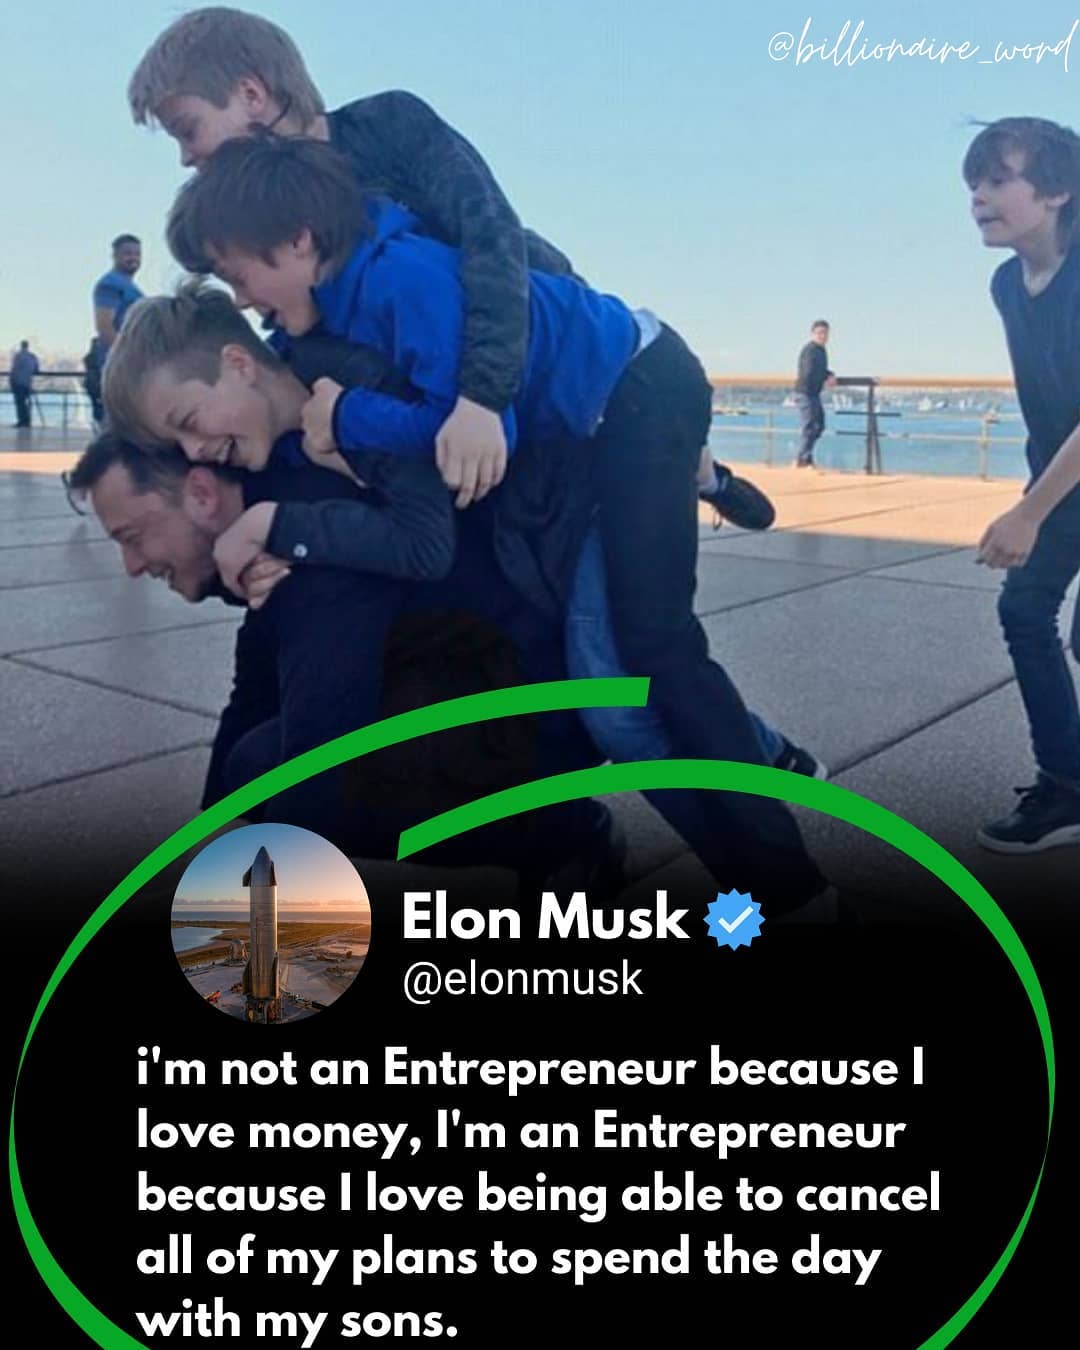 @billionaire_word
Elon Musk
@elonmusk
i'm not an Entrepreneur because I
love money, I'm an Entrepreneur
because I love being able to cancel
all of my plans to spend the day
with my sons.